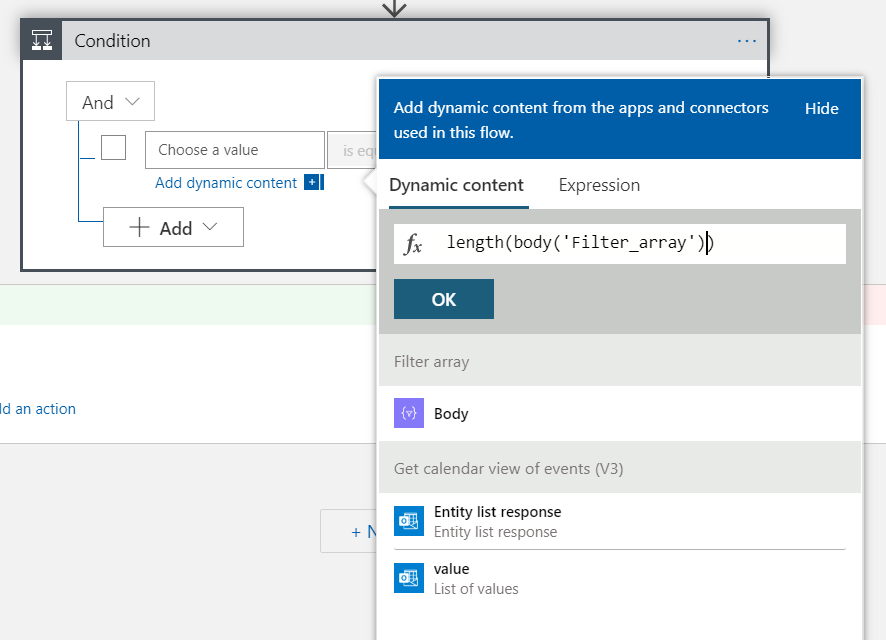 Condition
...
And
Choose a value
is equ
Add dynamic content
Add
ld an action
+ N
Add dynamic content from the apps and connectors
used in this flow.
Hide
Dynamic content
Expression
fx
length(body('Filter_array'))
OK
Filter array
Body
Get calendar view of events (V3)
Entity list response
Entity list response
value
List of values